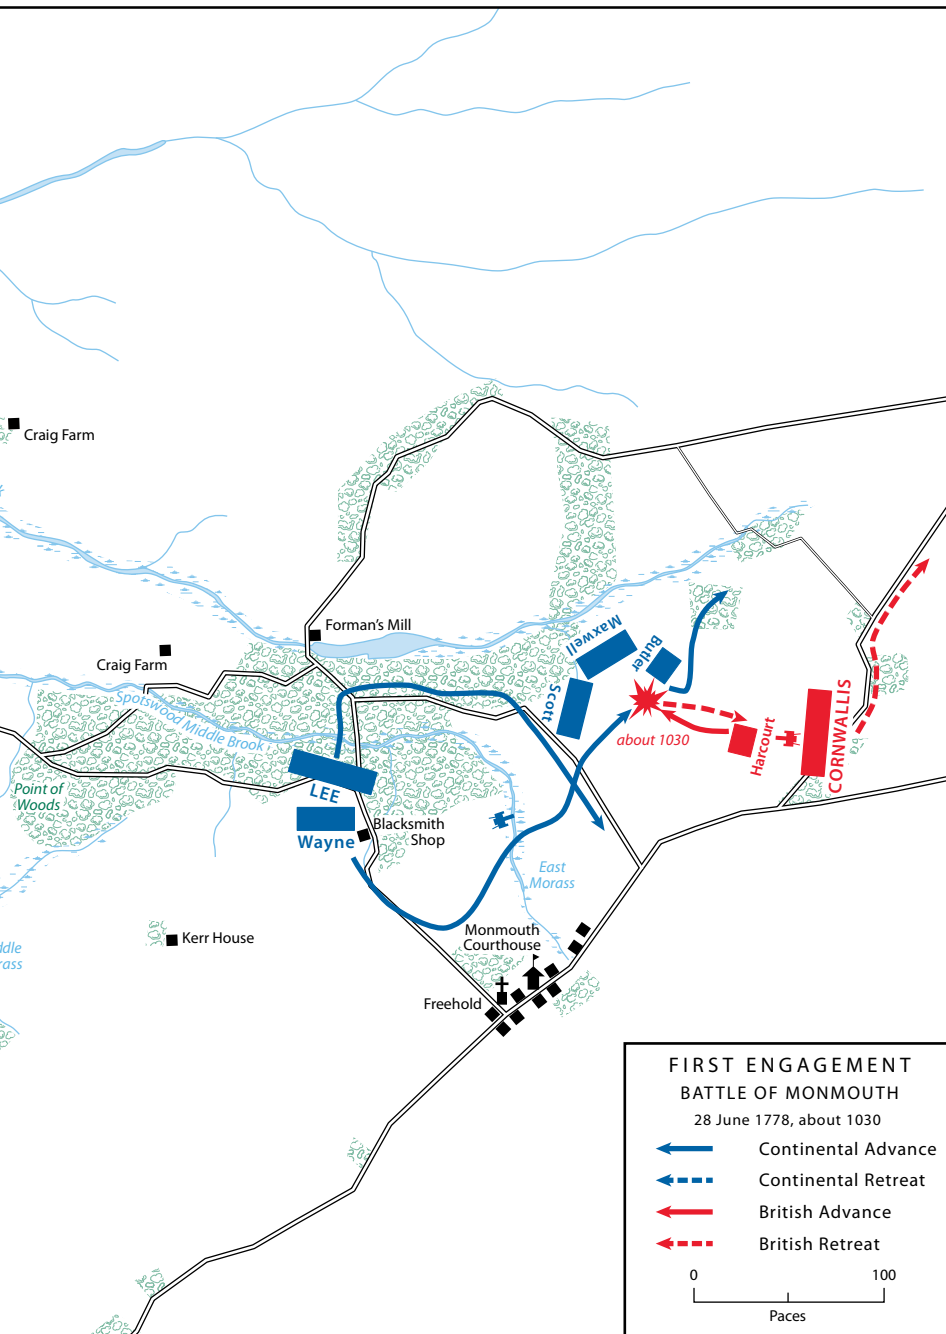 Craig Farm
Forman's Mill
Craig Farm
Maxwell
Butler
Scott
about 1030
Harcourt
CORNWALLIS
Spotswood Middle Brook
Point of
Woods
LEE
Wayne
Blacksmith
Shop
East
Morass
Kerr House
Monmouth
Courthouse
Freehold
FIRST ENGAGEMENT
BATTLE OF MONMOUTH
28 June 1778, about 1030
Continental Advance
Continental Retreat
British Advance
British Retreat
0 100
Paces